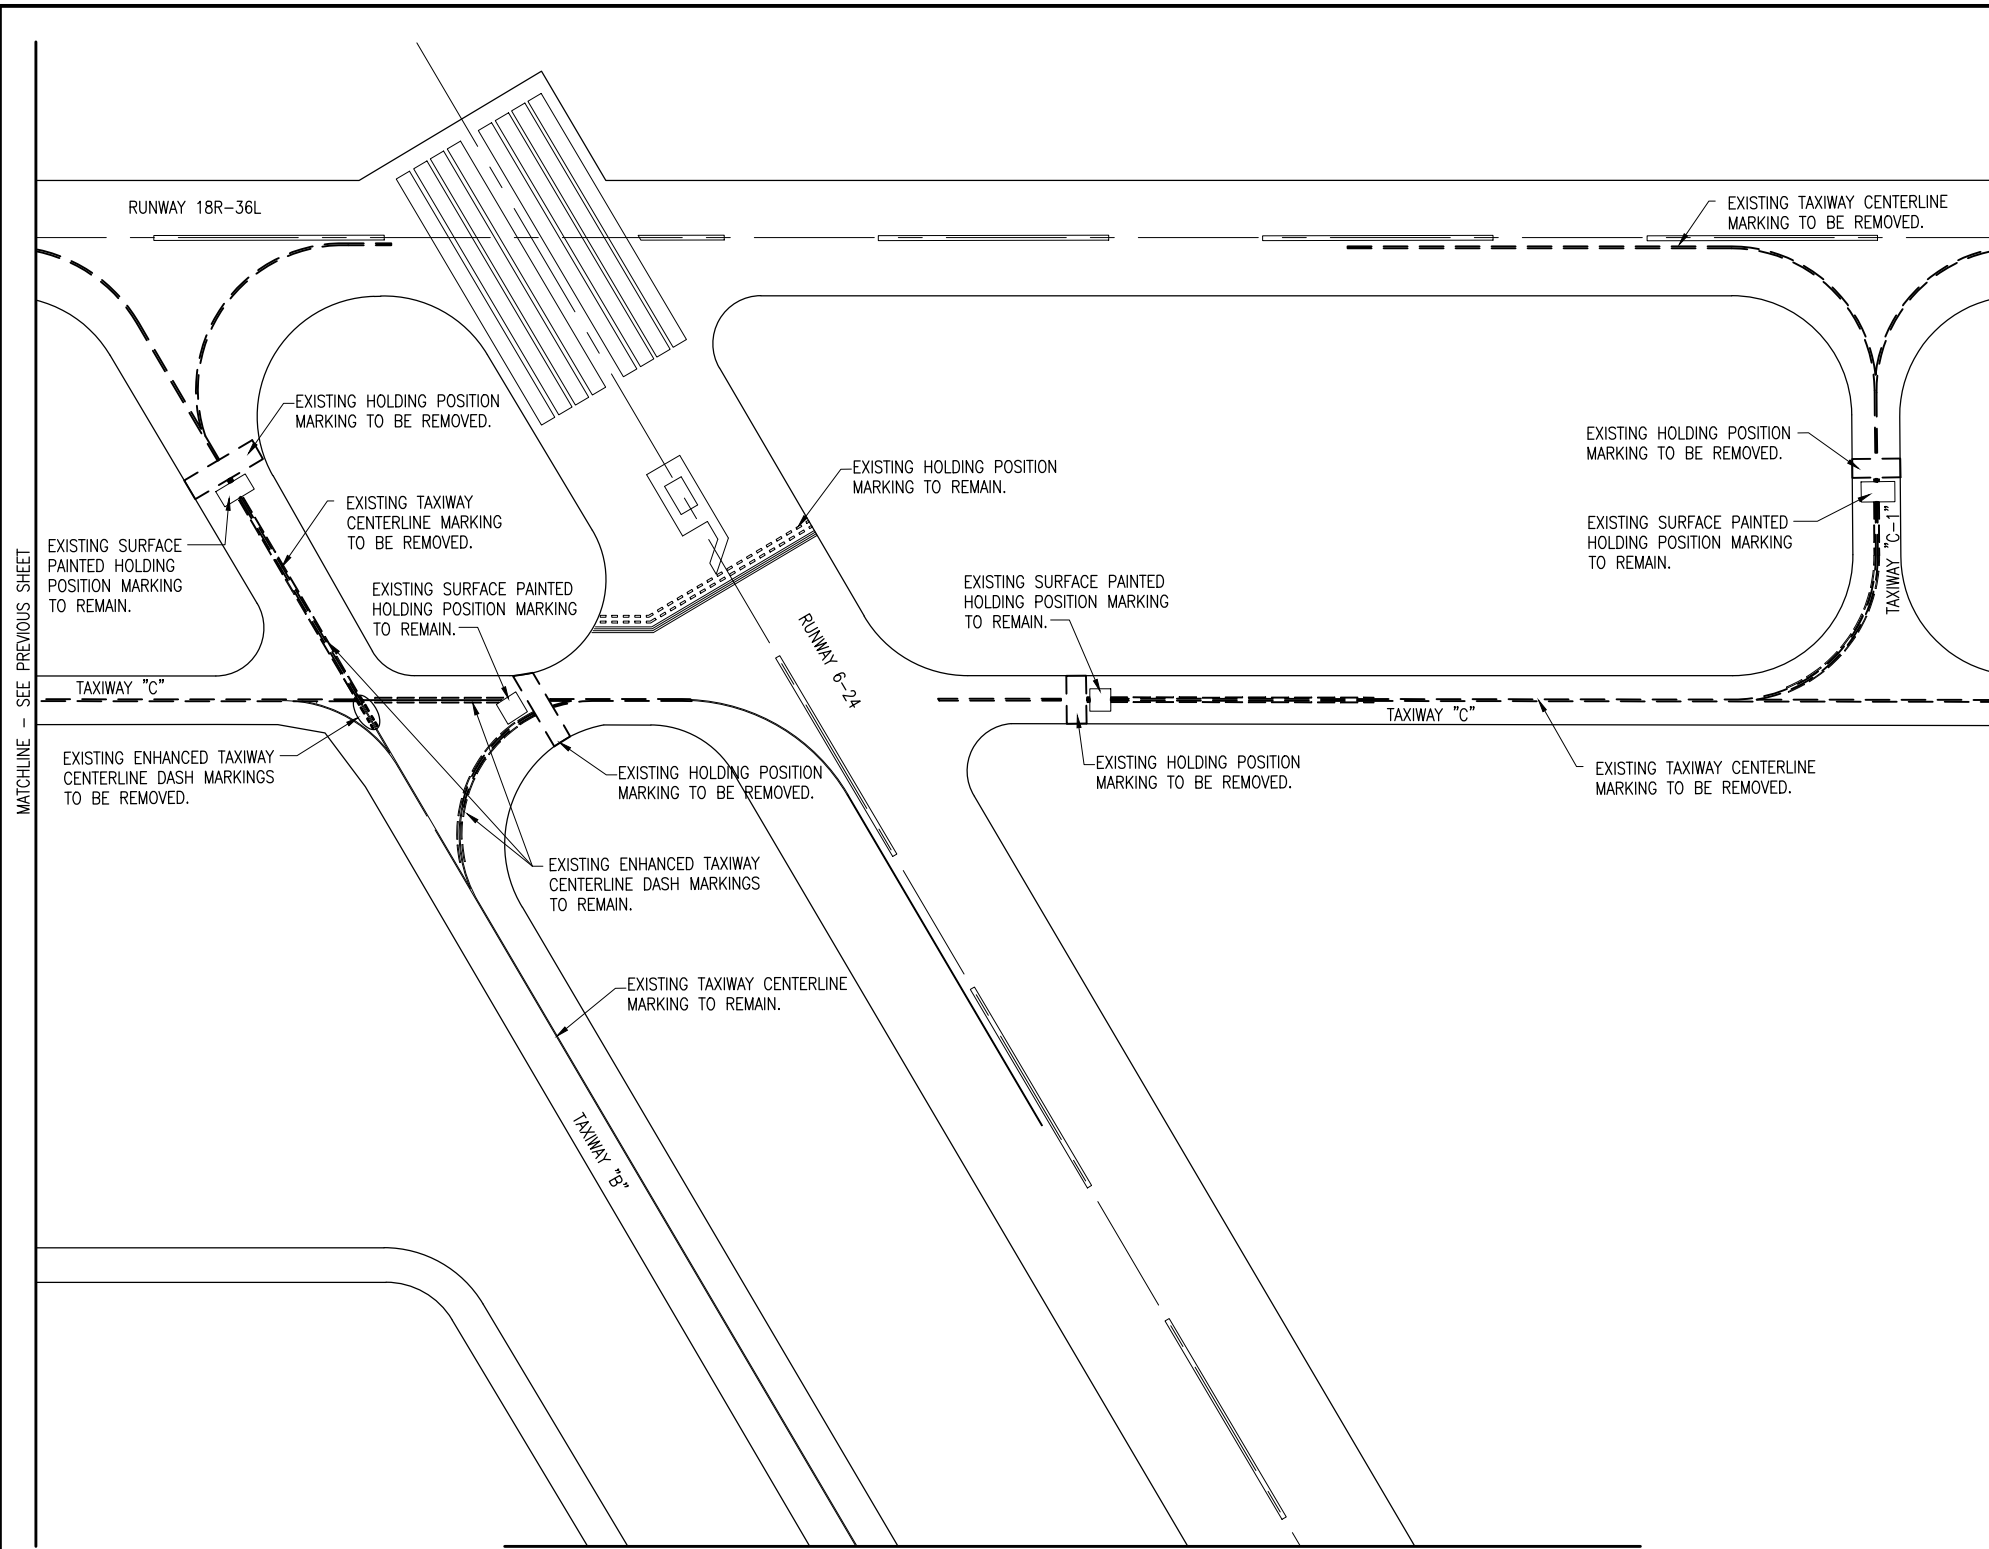 RUNWAY 18R-36L
EXISTING TAXIWAY CENTERLINE
MARKING TO BE REMOVED.
EXISTING HOLDING POSITION
MARKING TO BE REMOVED.
EXISTING HOLDING POSITION
MARKING TO REMAIN.
EXISTING HOLDING POSITION
MARKING TO BE REMOVED.
EXISTING TAXIWAY
CENTERLINE MARKING
TO BE REMOVED.
EXISTING SURFACE
PAINTED HOLDING
POSITION MARKING
TO REMAIN.
EXISTING SURFACE PAINTED
HOLDING POSITION MARKING
TO REMAIN.
EXISTING SURFACE PAINTED
HOLDING POSITION MARKING
TO REMAIN.
EXISTING SURFACE PAINTED
HOLDING POSITION MARKING
TO REMAIN.
TAXIWAY "C-1"
MATCHLINE - SEE PREVIOUS SHEET
RUNWAY 6-24
TAXIWAY "C"
TAXIWAY "C"
EXISTING ENHANCED TAXIWAY
CENTERLINE DASH MARKINGS
TO BE REMOVED.
EXISTING HOLDING POSITION
MARKING TO BE REMOVED.
EXISTING HOLDING POSITION
MARKING TO BE REMOVED.
EXISTING TAXIWAY CENTERLINE
MARKING TO BE REMOVED.
EXISTING ENHANCED TAXIWAY
CENTERLINE DASH MARKINGS
TO REMAIN.
EXISTING TAXIWAY CENTERLINE
MARKING TO REMAIN.
TAXIWAY "B"